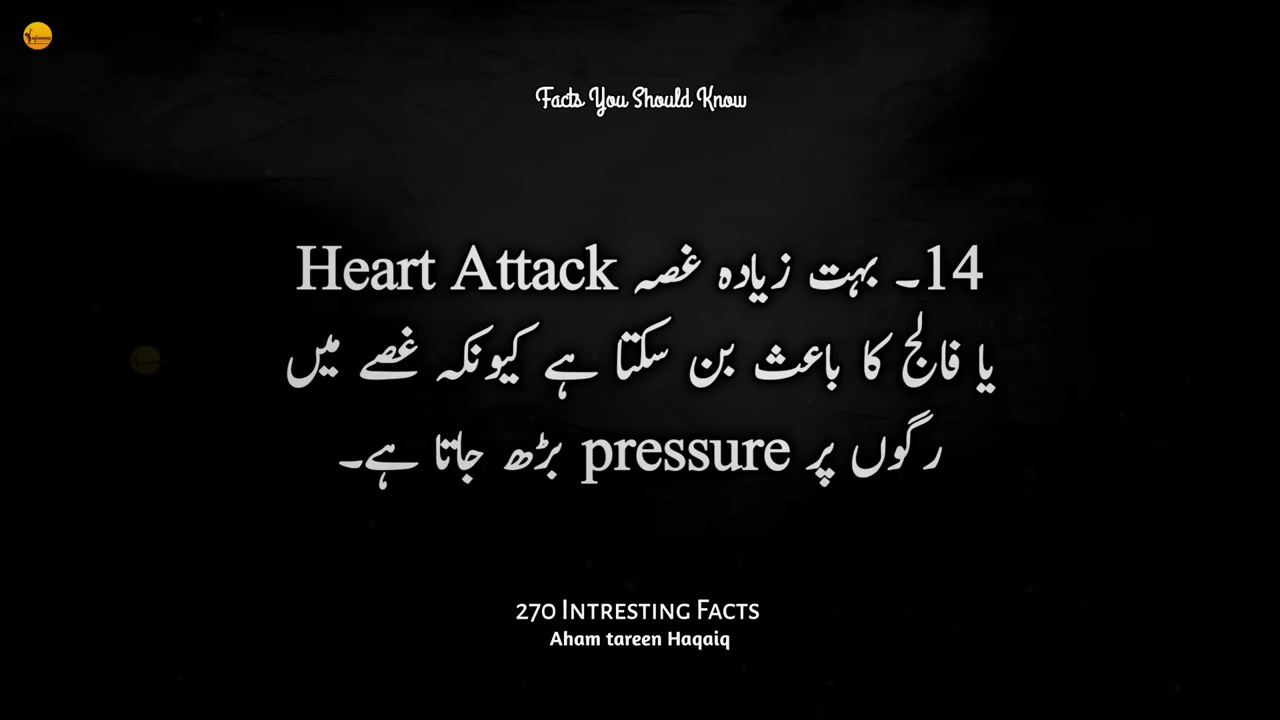 Facts You Should Know
14۔ بہت زیادہ غصہ Heart Attack
یا فالج کا باعث بن سکتا ہے کیونکہ غصے میں
رگوں پر pressure بڑھ جاتا ہے۔
270 Intresting Facts
Aham tareen Haqaiq